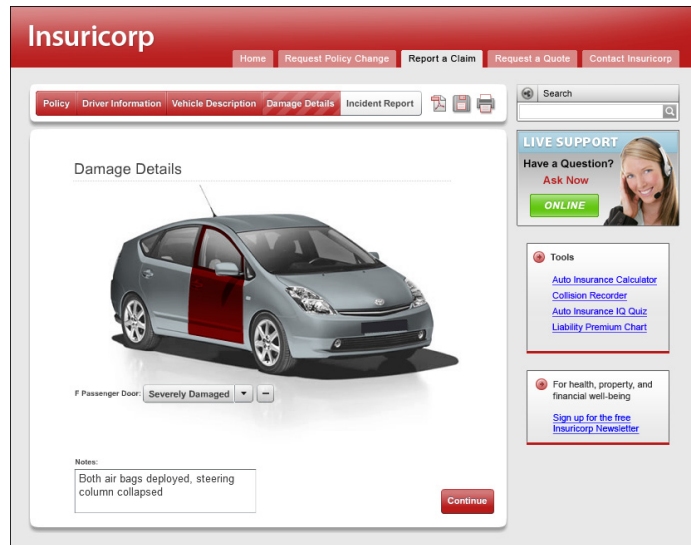 Insuricorp
Home Request Policy Change Report a Claim Request a Quote Contact Insuricorp
Policy Driver Information Vehicle Description Damage Details Incident Report
Search
LIVE SUPPORT
Have a Question?
Ask Now
ONLINE
Damage Details
Tools
Auto Insurance Calculator
Collision Recorder
Auto Insurance IQ Quiz
Liability Premium Chart
F Passenger Door: Severely Damaged
For health, property, and
financial well-being
Sign up for the free
Insuricorp Newsletter
Notes:
Both air bags deployed, steering
column collapsed
Continue